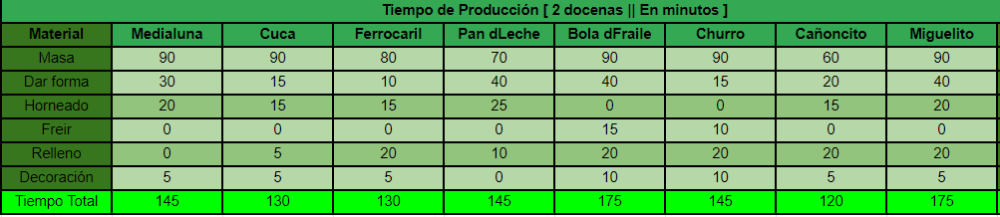 Tiempo de Producción [ 2 docenas || En minutos ]
Material Medialuna Cuca Ferrocaril Pan dLeche Bola dFraile Churro Cañoncito Miguelito
Masa 90 90 80 70 90 90 60 90
Dar forma 30 15 10 40 40 15 20 40
Horneado 20 15 15 25 0 0 15 20
Freir 0 0 0 0 15 10 0 0
Relleno 0 5 20 10 20 20 20 20
Decoración 5 5 5 0 10 10 5 5
Tiempo Total 145 130 130 145 175 145 120 175